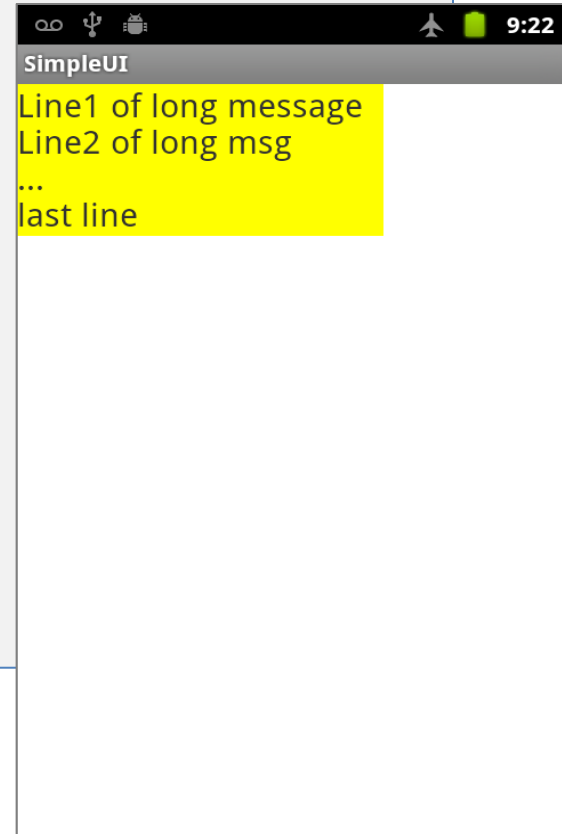 9:22
SimpleUI
Line1 of long message
Line2 of long msg
...
last line